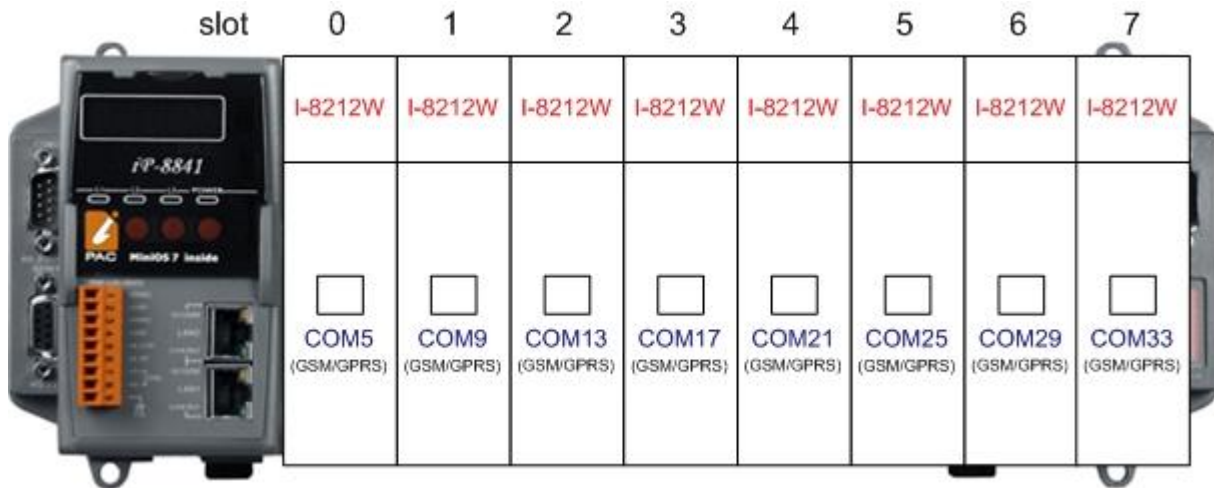 slot 0 1 2 3 4 5 6 7
I-8212W I-8212W I-8212W I-8212W I-8212W I-8212W I-8212W I-8212W
iP-8841
POWER
PAC MiniOS 7 inside
COM5 COM9 COM13 COM17 COM21 COM25 COM29 COM33
(GSM/GPRS) (GSM/GPRS) (GSM/GPRS) (GSM/GPRS) (GSM/GPRS) (GSM/GPRS) (GSM/GPRS) (GSM/GPRS)